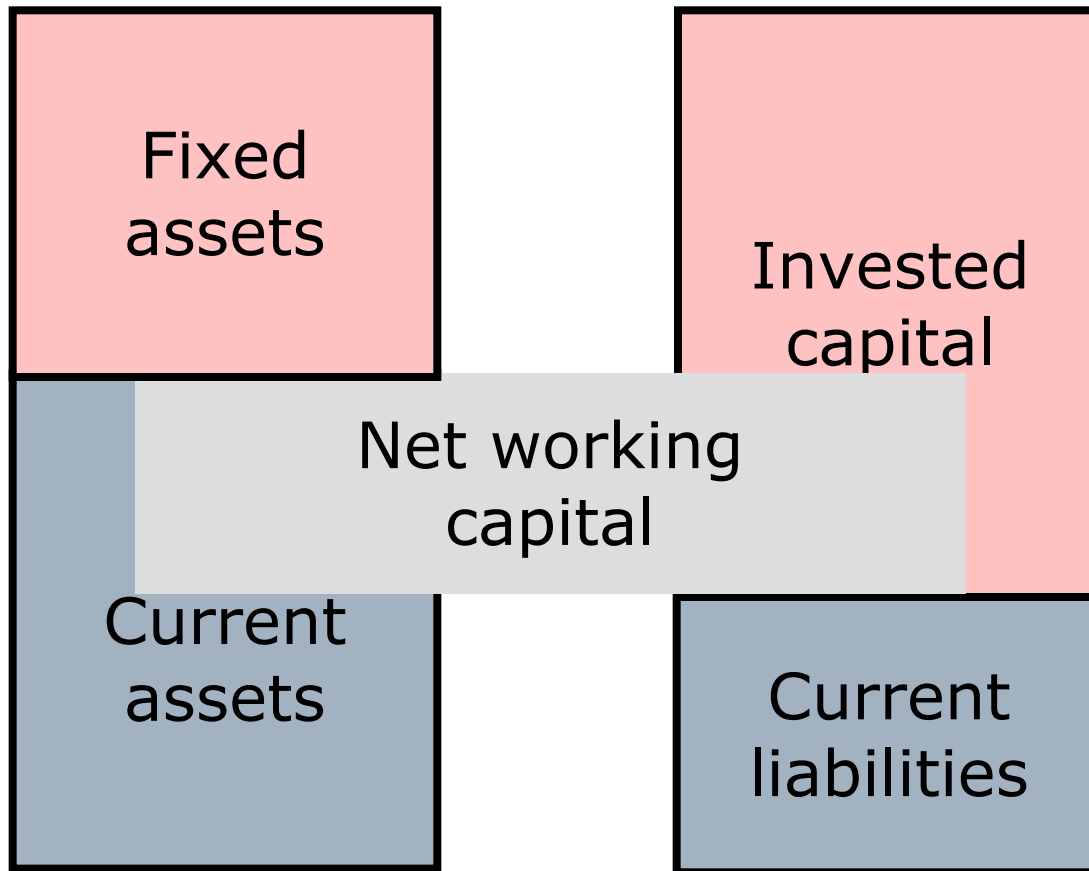 Fixed
assets
Invested
capital
Net working
capital
Current
assets
Current
liabilities